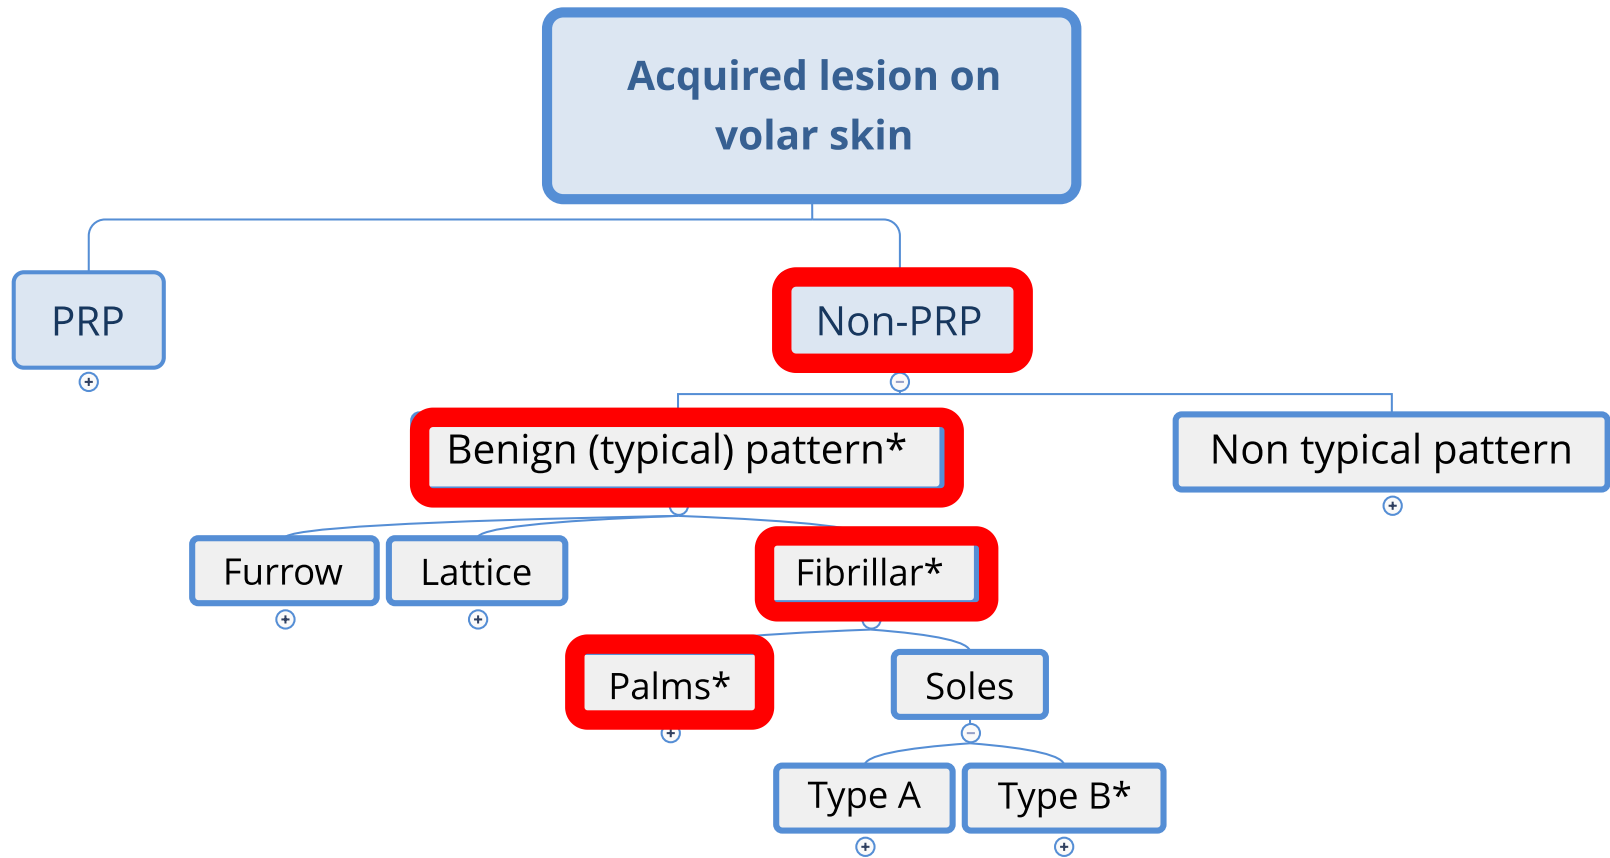 Acquired lesion on
volar skin
PRP
Non-PRP
Benign (typical) pattern*
Non typical pattern
Furrow
Lattice
Fibrillar*
Palms*
Soles
Type A
Type B*